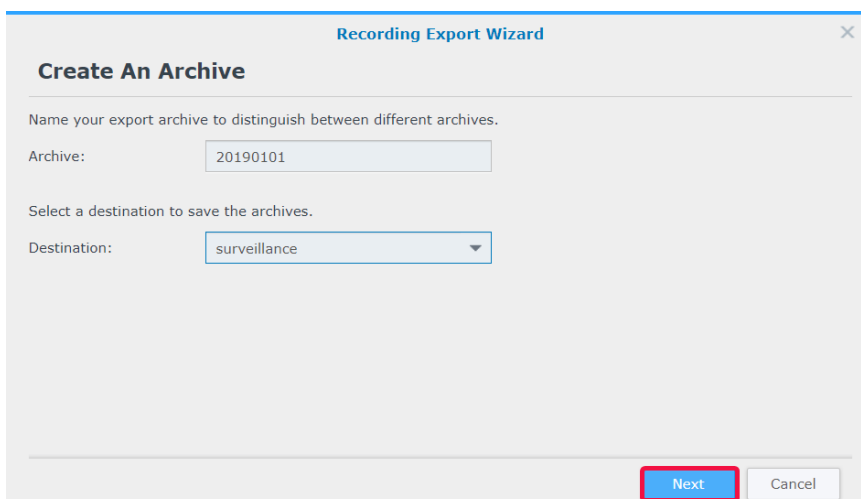 Recording Export Wizard
Create An Archive
Name your export archive to distinguish between different archives.
Archive: 20190101
Select a destination to save the archives.
Destination: surveillance
Next Cancel